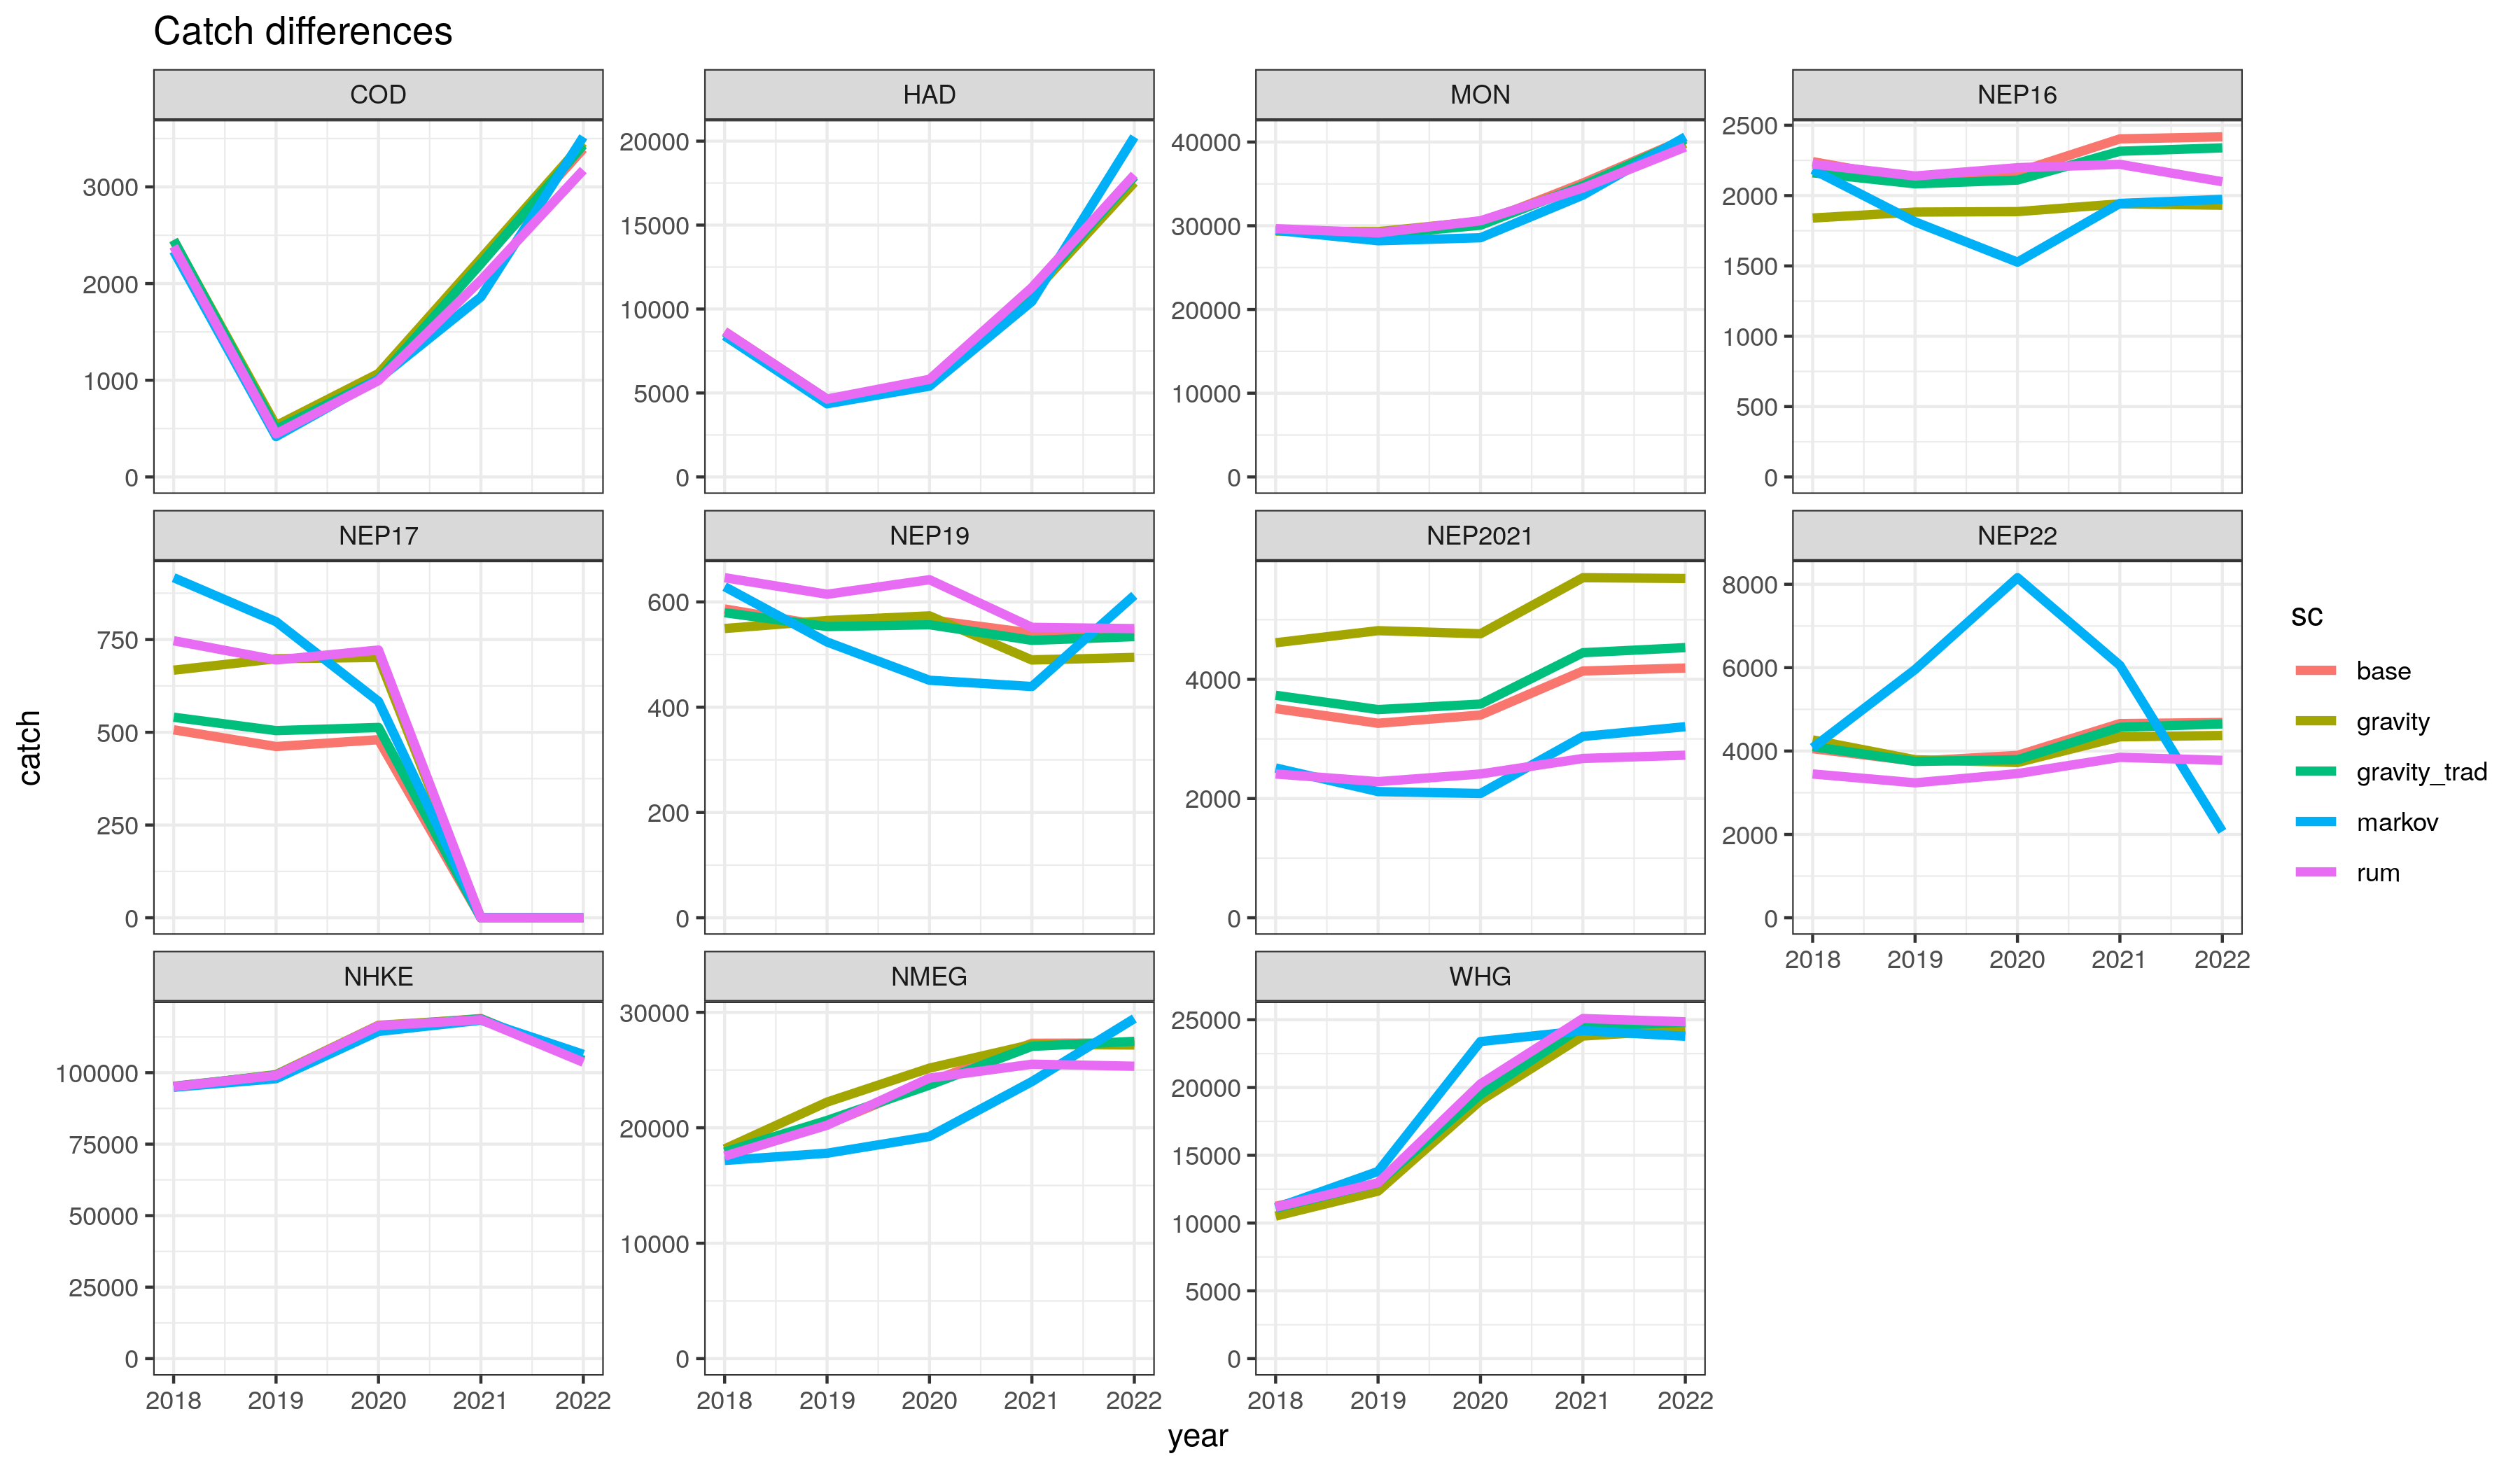 Catch differences
COD
HAD
MON
NEP16
3000
2000
1000
0
20000
15000
10000
5000
0
40000
30000
20000
10000
0
2500
2000
1500
1000
500
0
NEP17
NEP19
NEP2021
NEP22
750
500
250
0
600
400
200
0
4000
2000
0
8000
6000
4000
2000
0
2018 2019 2020 2021 2022
NHKE
NMEG
WHG
100000
75000
50000
25000
0
30000
20000
10000
0
25000
20000
15000
10000
5000
0
2018 2019 2020 2021 2022
2018 2019 2020 2021 2022
2018 2019 2020 2021 2022
year
catch
sc
base
gravity
gravity_trad
markov
rum